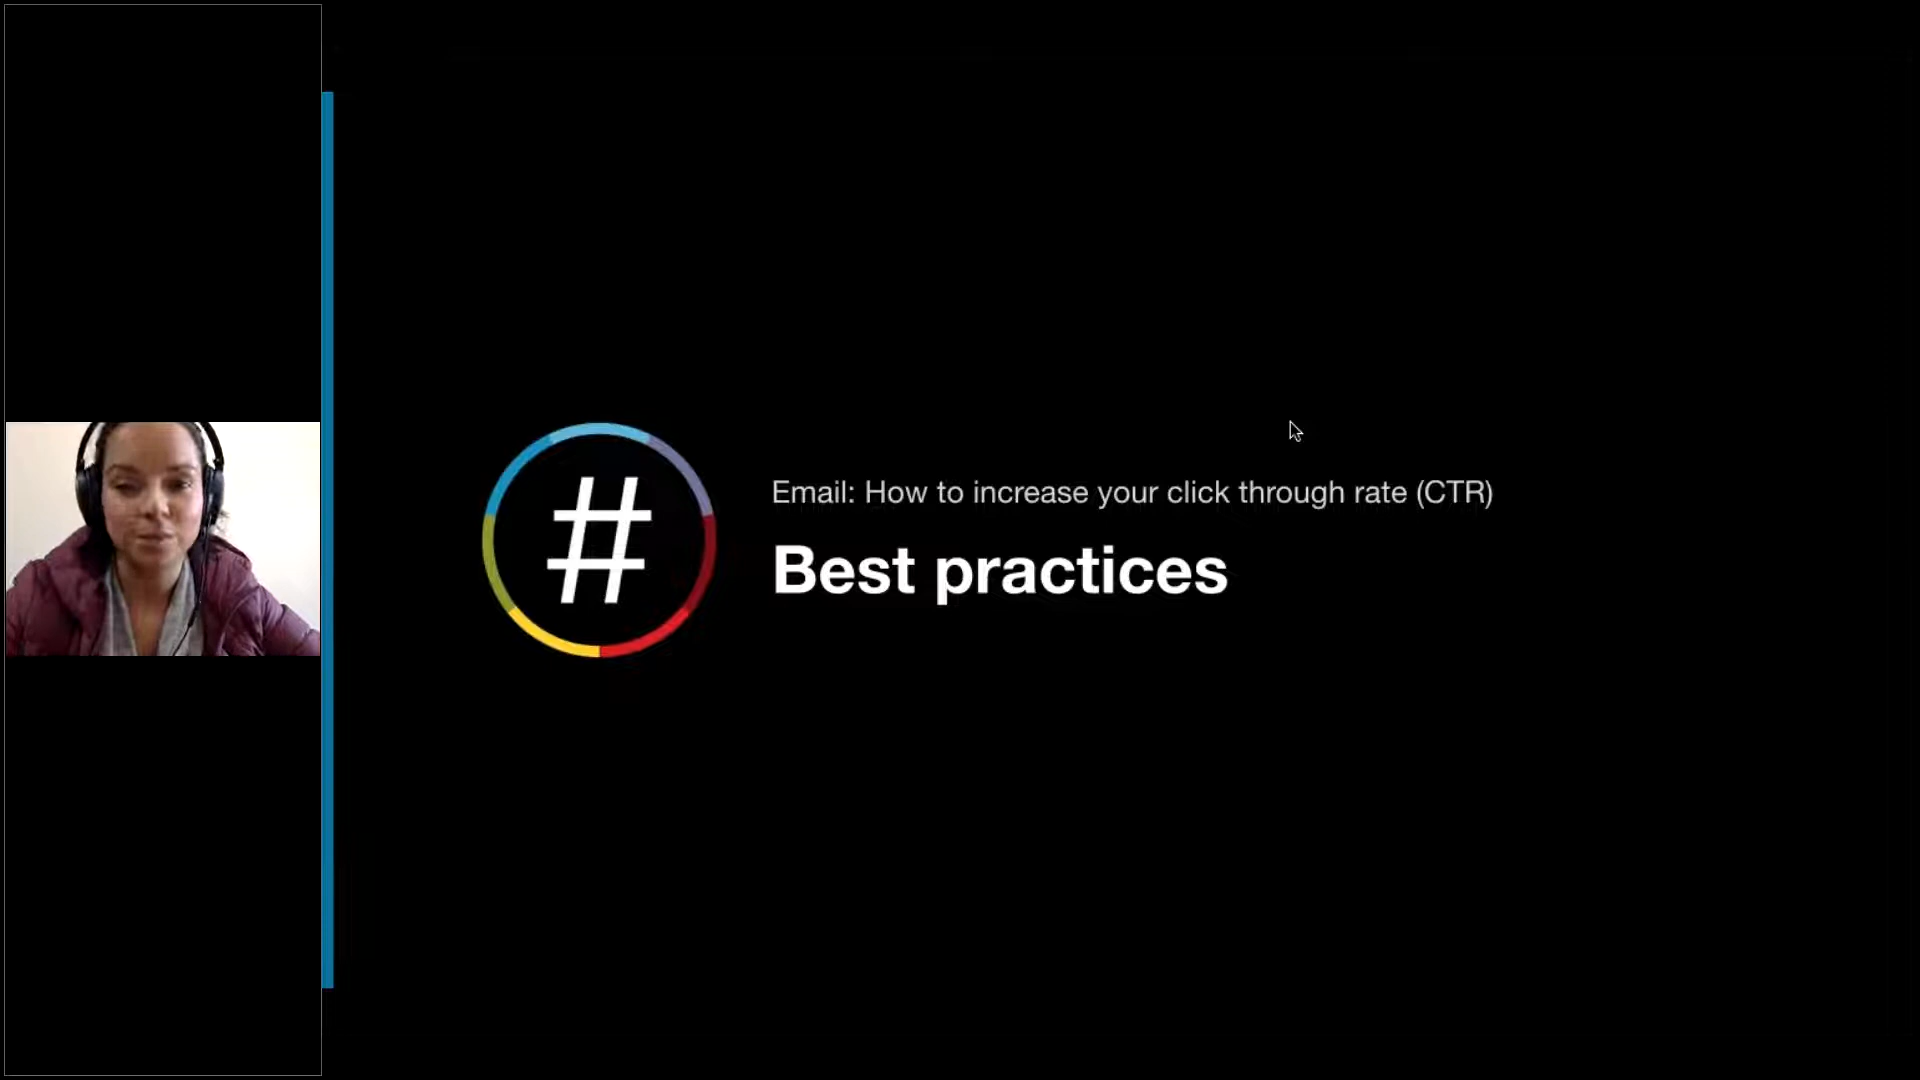 #
Email: How to increase your click through rate (CTR)
Best practices